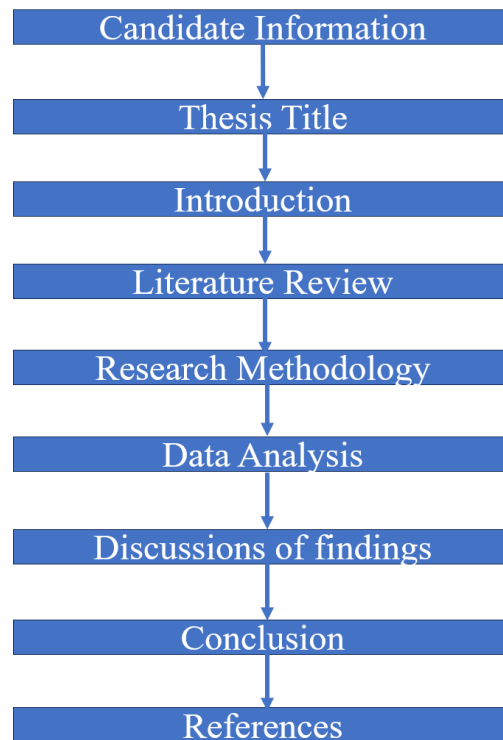 Candidate Information
Thesis Title
Introduction
Literature Review
Research Methodology
Data Analysis
Discussions of findings
Conclusion
References